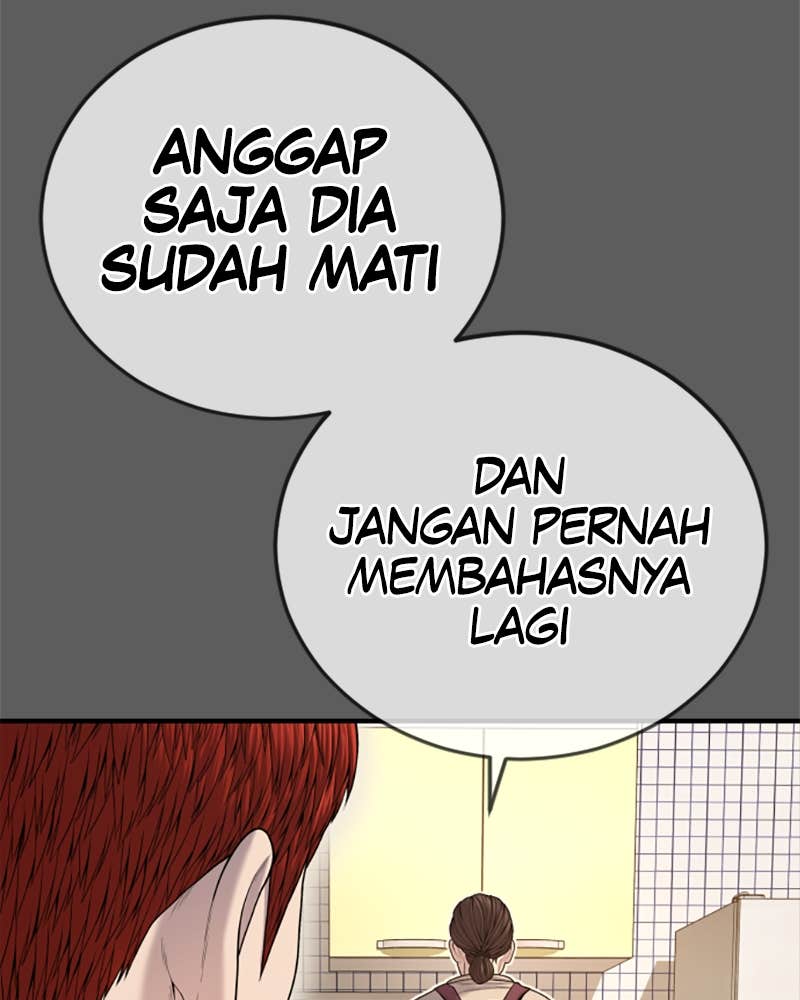 ANGGAP
SAJA DIA
SUDAH MATI
DAN
JANGAN PERNAH
MEMBAHASNYA
LAGI